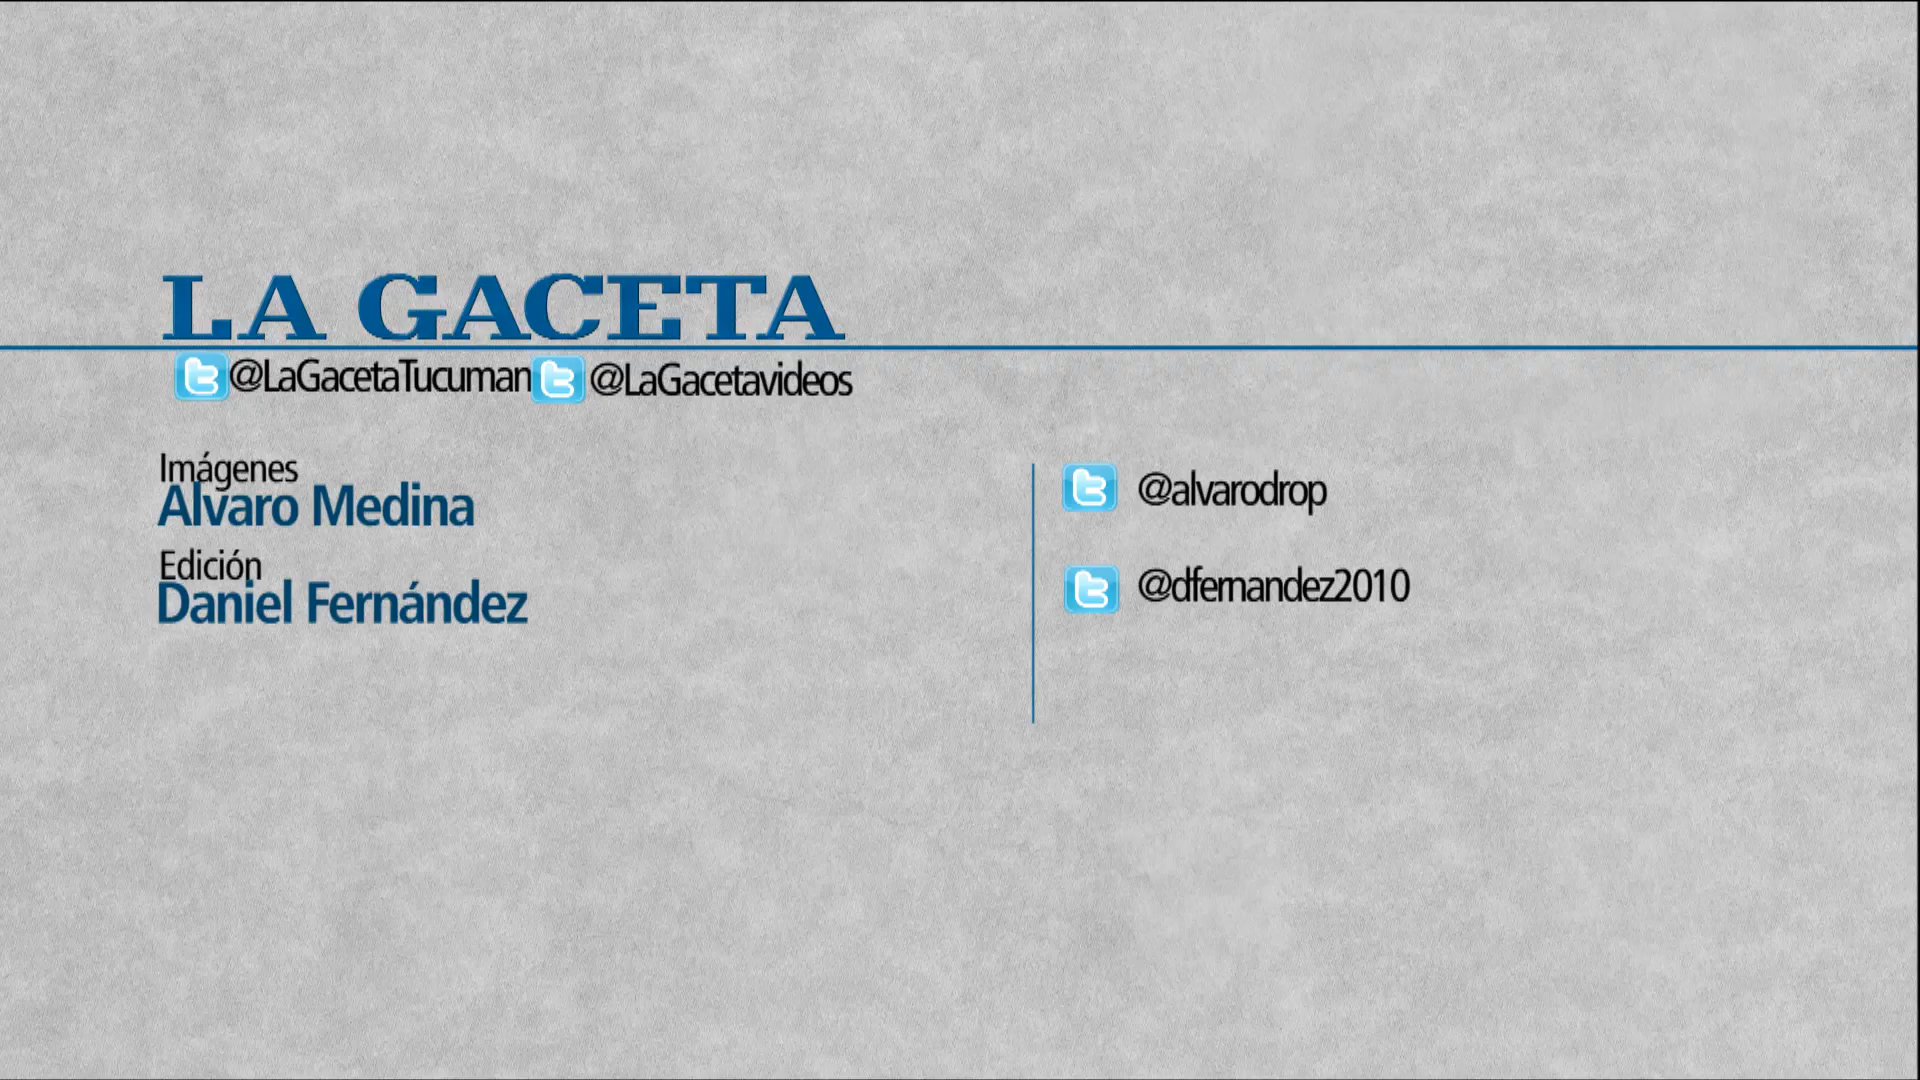 LA GACETA
@LaGacetaTucuman @LaGacetavideos
Imágenes
Alvaro Medina
@alvarodrop
Edición
Daniel Fernández
@dfernandez2010